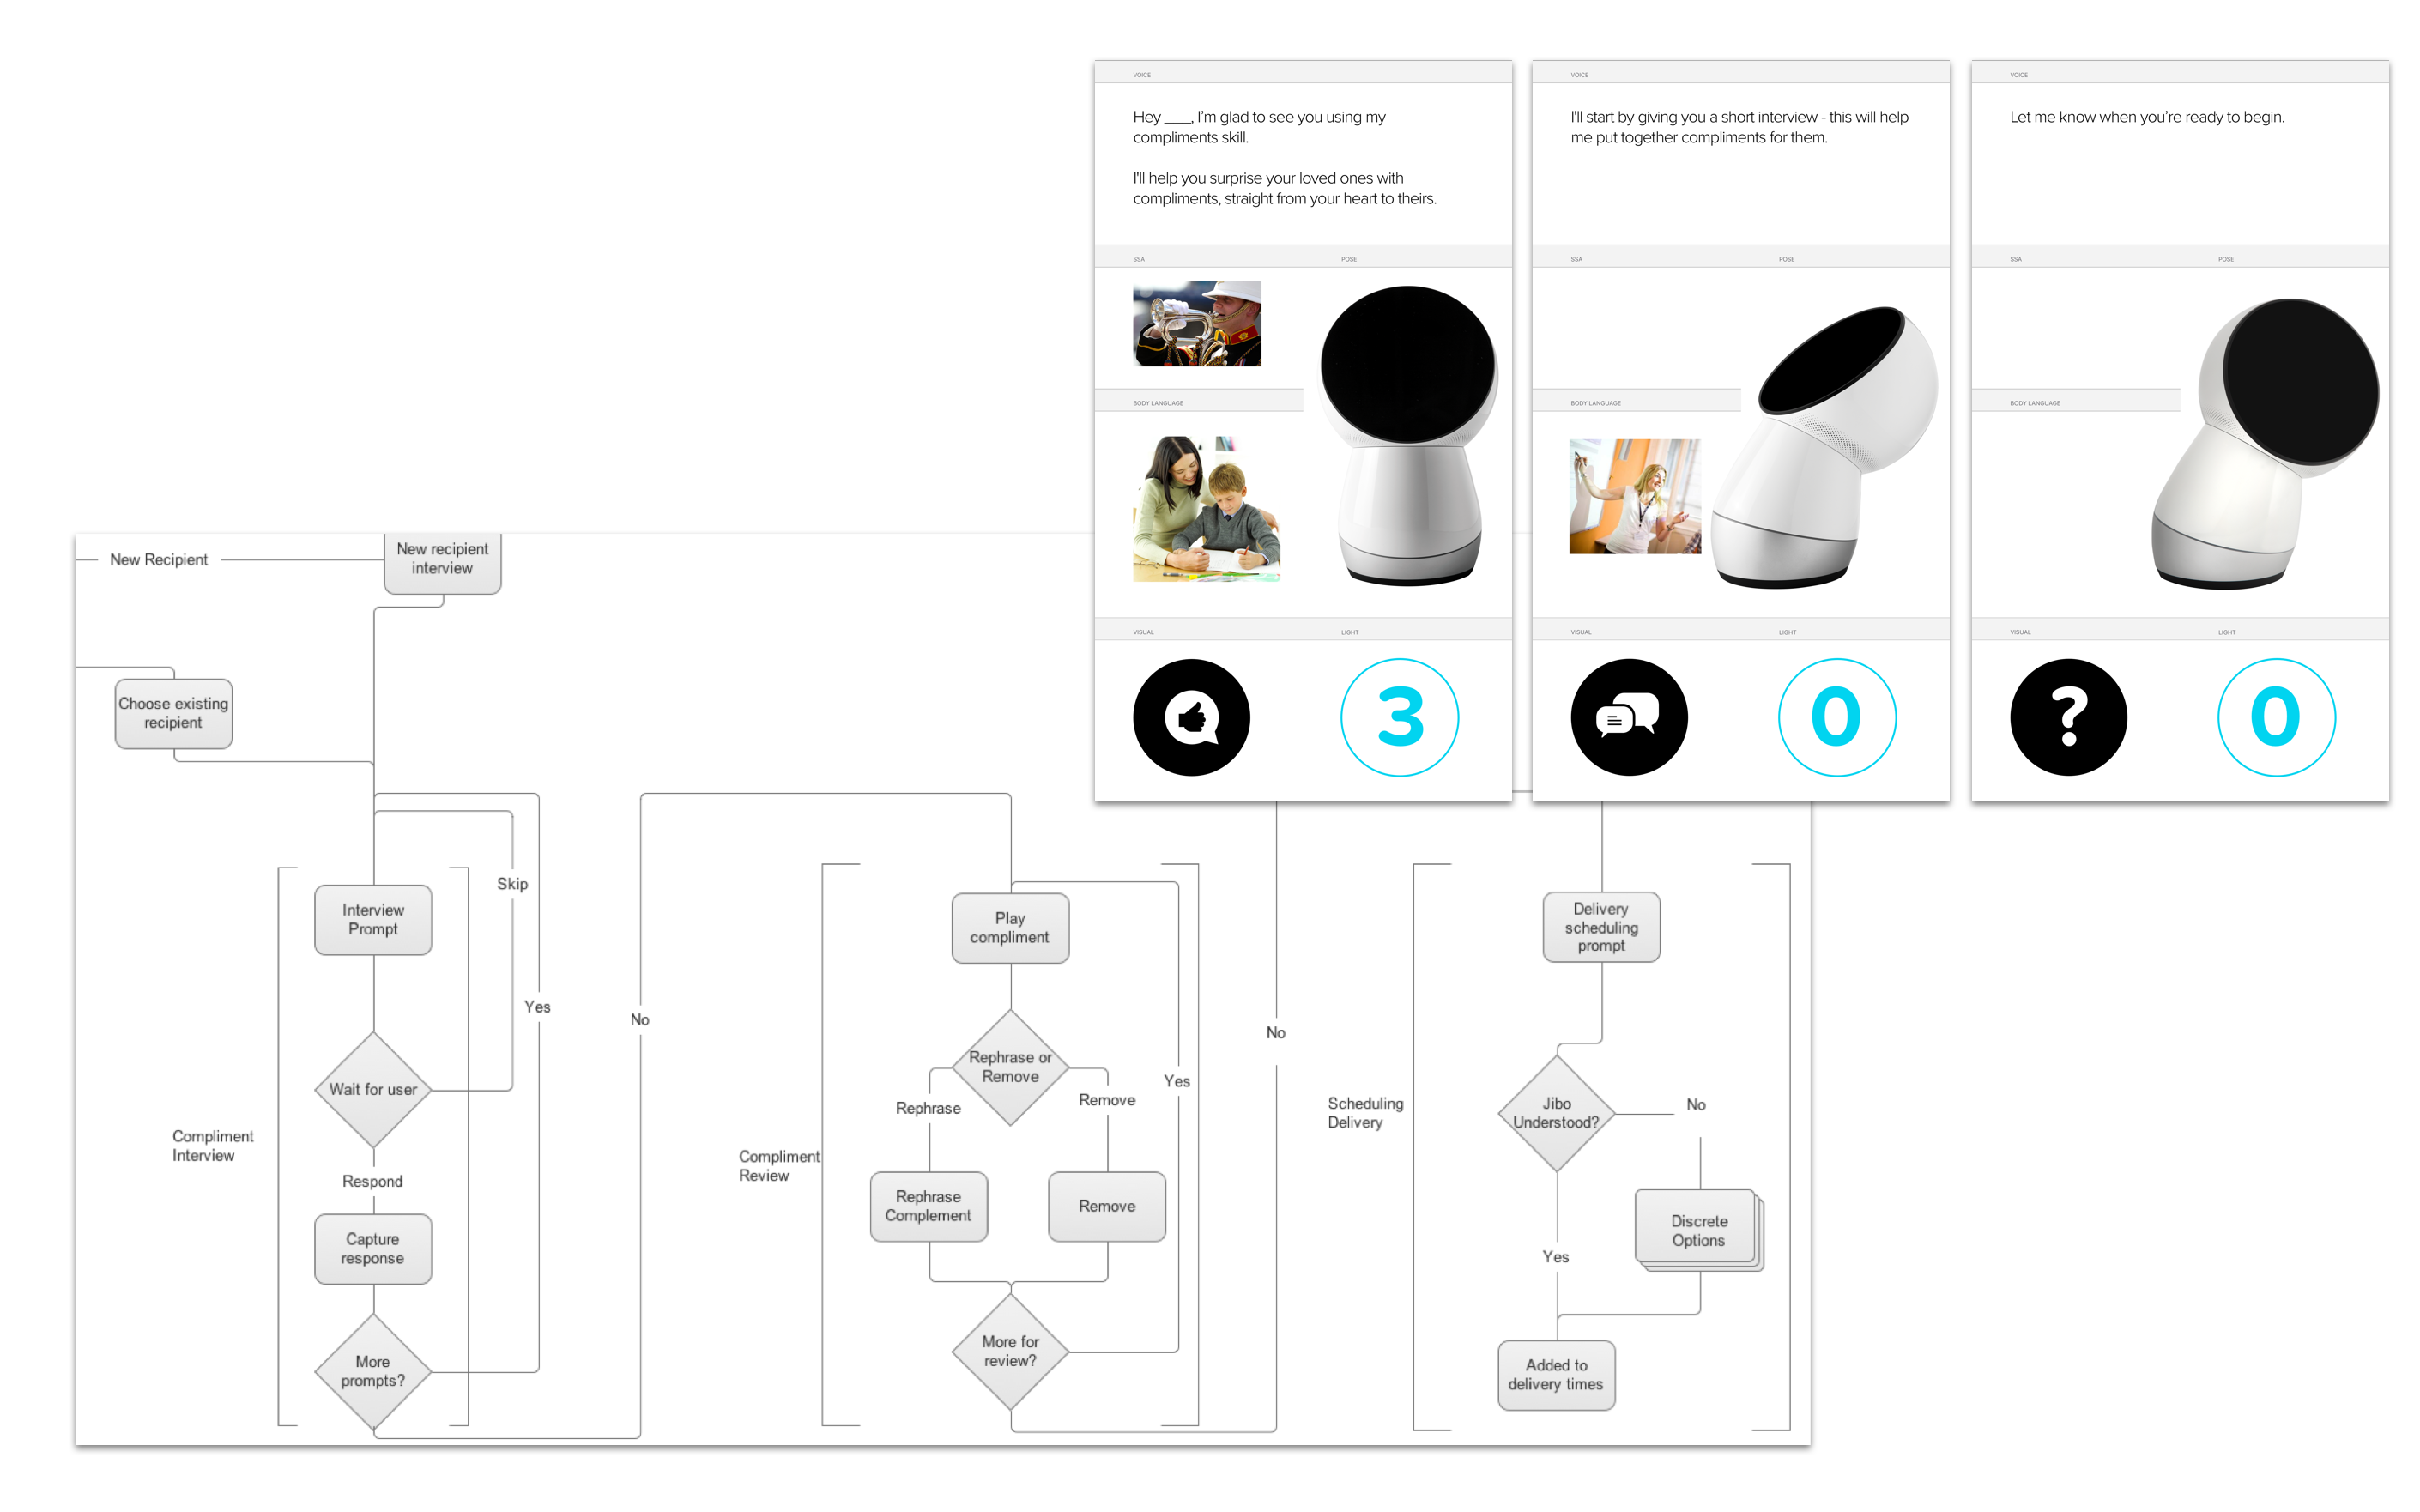 VOICE
Hey ___, I'm glad to see you using my
compliments skill.
I'll help you surprise your loved ones with
compliments, straight from your heart to theirs.
SSA
POSE
BODY LANGUAGE
VISUAL
LIGHT
3
VOICE
I'll start by giving you a short interview - this will help
me put together compliments for them.
SSA
POSE
BODY LANGUAGE
VISUAL
LIGHT
0
VOICE
Let me know when you're ready to begin.
SSA
POSE
BODY LANGUAGE
VISUAL
LIGHT
?
0
New Recipient
New recipient
interview
Choose existing
recipient
Compliment
Interview
Interview
Prompt
Skip
Wait for user
Yes
Respond
Capture
response
More
prompts?
No
Compliment
Review
Play
compliment
Rephrase or
Remove
Rephrase
Remove
Yes
Rephrase
Complement
Remove
More for
review?
No
Scheduling
Delivery
Delivery
scheduling
prompt
Jibo
Understood?
No
Discrete
Options
Yes
Added to
delivery times